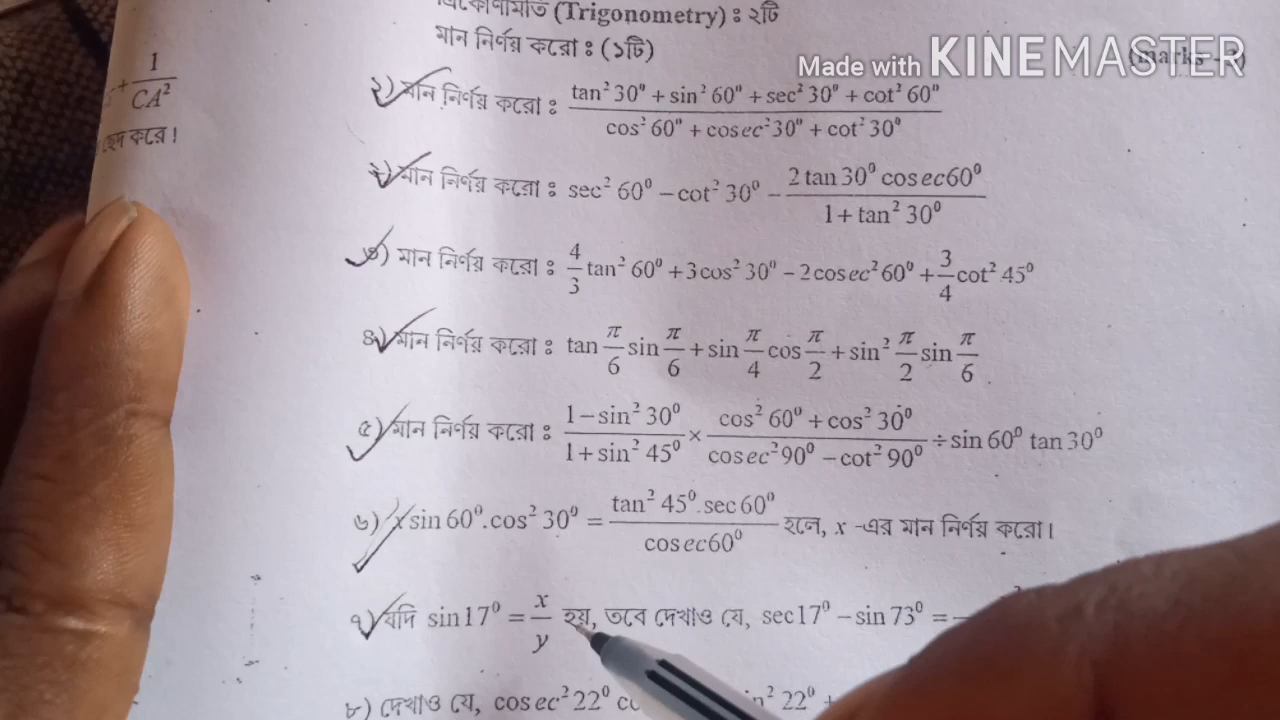 (Trigonometry) : ২টি
মান নির্ণয় করো : (১টি)
Made with KINEMASTER
+ 1/CA²
ছেদ করে।
২) মান নির্ণয় করো : (tan² 30° + sin² 60° + sec² 30° + cot² 60°)/(cos² 60° + cosec² 30° + cot² 30°)
মান নির্ণয় করো : sec² 60° − cot² 30° − (2 tan 30° cosec 60°)/(1 + tan² 30°)
৩) মান নির্ণয় করো : 4/3 tan² 60° + 3cos² 30° − 2cosec² 60° + 3/4 cot² 45°
৪) মান নির্ণয় করো : tan π/6 sin π/6 + sin π/4 cos π/2 + sin² π/2 sin π/6
৫) মান নির্ণয় করো : (1 − sin² 30°)/(1 + sin² 45°) × (cos² 60° + cos² 30°)/(cosec² 90° − cot² 90°) ÷ sin 60° tan 30°
৬) x sin 60°.cos² 30° = (tan² 45°.sec 60°)/(cosec 60°) হলে, x -এর মান নির্ণয় করো।
৭) যদি sin 17° = x/y হয়, তবে দেখাও যে, sec 17° − sin 73° =
৮) দেখাও যে, cosec² 22° 22° +